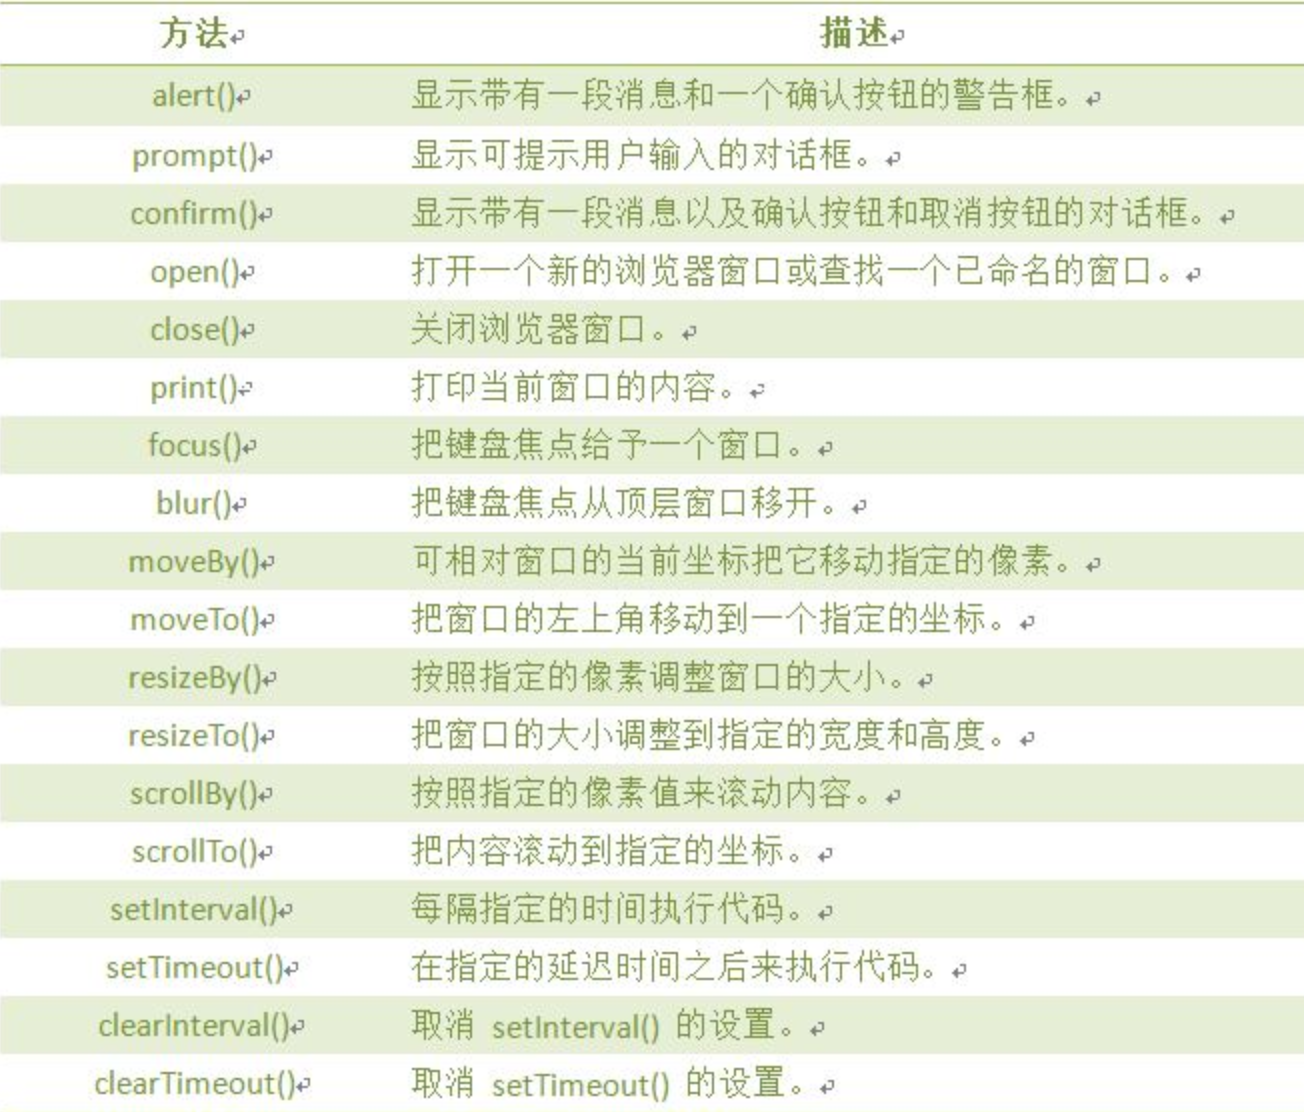 方法 描述
alert() 显示带有一段消息和一个确认按钮的警告框。
prompt() 显示可提示用户输入的对话框。
confirm() 显示带有一段消息以及确认按钮和取消按钮的对话框。
open() 打开一个新的浏览器窗口或查找一个已命名的窗口。
close() 关闭浏览器窗口。
print() 打印当前窗口的内容。
focus() 把键盘焦点给予一个窗口。
blur() 把键盘焦点从顶层窗口移开。
moveBy() 可相对窗口的当前坐标把它移动指定的像素。
moveTo() 把窗口的左上角移动到一个指定的坐标。
resizeBy() 按照指定的像素调整窗口的大小。
resizeTo() 把窗口的大小调整到指定的宽度和高度。
scrollBy() 按照指定的像素值来滚动内容。
scrollTo() 把内容滚动到指定的坐标。
setInterval() 每隔指定的时间执行代码。
setTimeout() 在指定的延迟时间之后来执行代码。
clearInterval() 取消 setInterval() 的设置。
clearTimeout() 取消 setTimeout() 的设置。